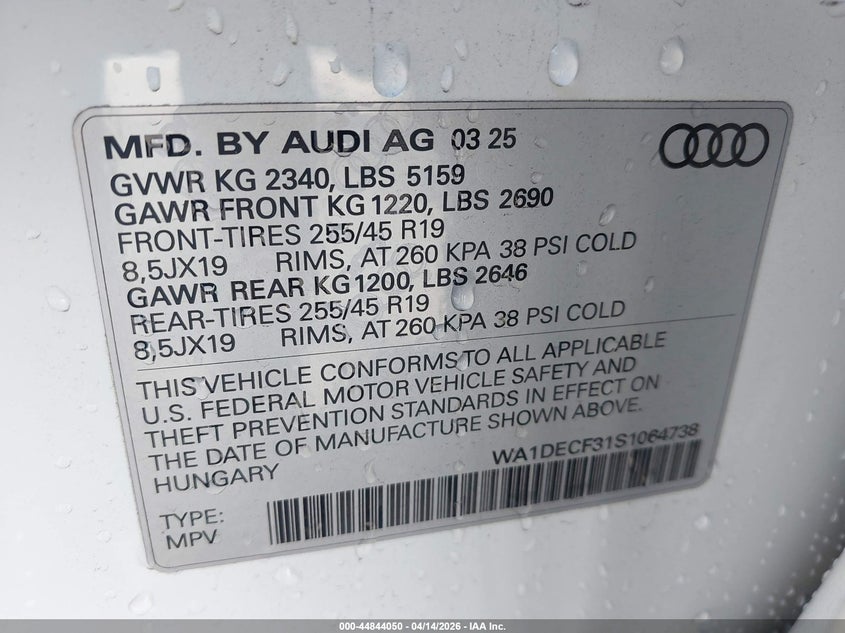 MFD. BY AUDI AG 03 25
GVWR KG 2340, LBS 5159
GAWR FRONT KG 1220, LBS 2690
FRONT-TIRES 255/45 R19
8,5JX19 RIMS, AT 260 KPA 38 PSI COLD
GAWR REAR KG 1200, LBS 2646
REAR-TIRES 255/45 R19
8,5JX19 RIMS, AT 260 KPA 38 PSI COLD
THIS VEHICLE CONFORMS TO ALL APPLICABLE
U.S. FEDERAL MOTOR VEHICLE SAFETY AND
THEFT PREVENTION STANDARDS IN EFFECT ON
THE DATE OF MANUFACTURE SHOWN ABOVE.
HUNGARY WA1DECF31S1064738
TYPE:
MPV
000-44844050 - 04/14/2026 - IAA Inc.